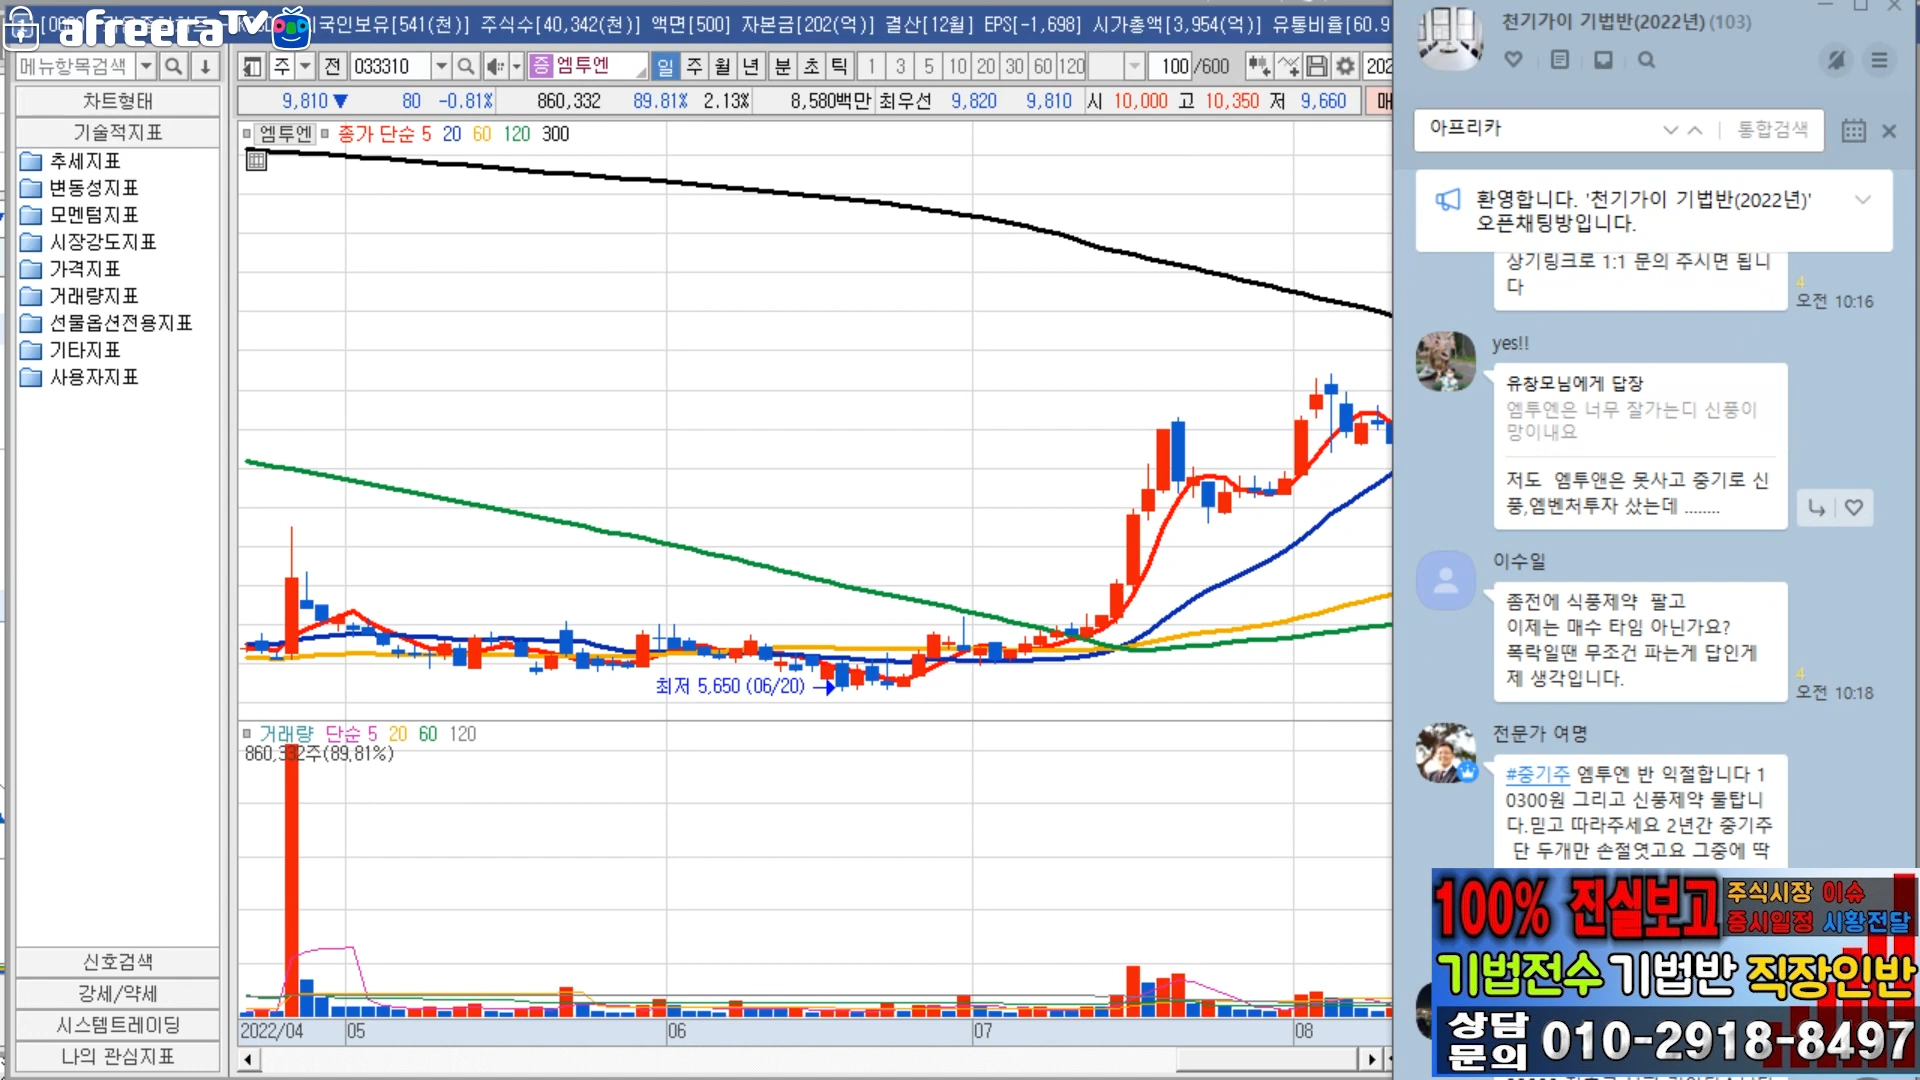 afreecaTV
국인보유[541(천)] 주식수[40,342(천)] 액면[500] 자본금[202(억)] 결산[12월] EPS[-1,698] 시가총액[3,954(억)] 유통비율[60.9
메뉴항목검색
주 전 033310 증 엠투엔 일 주 월 년 분 초 틱 1 3 5 10 20 30 60 120 100 /600 202
9,810 ▼ 80 -0.81% 860,332 89.81% 2.13% 8,580백만 최우선 9,820 9,810 시 10,000 고 10,350 저 9,660 매
차트형태
기술적지표
추세지표
변동성지표
모멘텀지표
시장강도지표
가격지표
거래량지표
선물옵션전용지표
기타지표
사용자지표
신호검색
강세/약세
시스템트레이딩
나의 관심지표
엠투엔 종가 단순 5 20 60 120 300
최저 5,650 (06/20)
거래량 단순 5 20 60 120
860,332주(89,81%)
2022/04 05 06 07 08
천기가이 기법반(2022년) (103)
아프리카 통합검색
환영합니다. '천기가이 기법반(2022년)'
오픈채팅방입니다.
상기링크로 1:1 문의 주시면 됩니
다
4
오전 10:16
yes!!
유창모님에게 답장
엠투엔은 너무 잘가는디 신풍이
망이내요
저도 엠투앤은 못사고 중기로 신
풍,엠벤처투자 샀는데 ........
이수일
좀전에 식풍제약 팔고
이제는 매수 타임 아닌가요?
폭락일땐 무조건 파는게 답인게
제 생각입니다.
4
오전 10:18
전문가 여명
#중기주 엠투엔 반 익절합니다 1
0300원 그리고 신풍제약 물탑니
다.믿고 따라주세요 2년간 중기주
단 두개만 손절엿고요 그중에 딱
100% 진실보고 주식시장 이슈
증시일정 시황전달
기법전수 기법반 직장인반
상담
문의 010-2918-8497